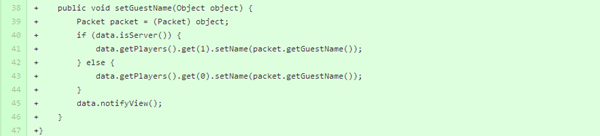 38 + public void setGuestName(Object object) {
39 + Packet packet = (Packet) object;
40 + if (data.isServer()) {
41 + data.getPlayers().get(1).setName(packet.getGuestName());
42 + } else {
43 + data.getPlayers().get(0).setName(packet.getGuestName());
44 + }
45 + data.notifyView();
46 + }
47 +}